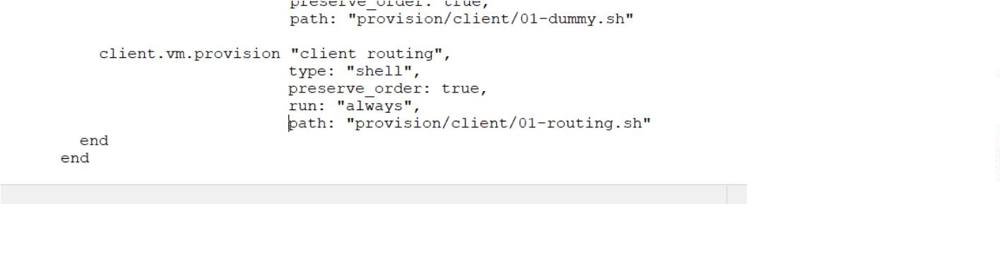 preserve_order: true,
path: "provision/client/01-dummy.sh"
client.vm.provision "client routing",
type: "shell",
preserve_order: true,
run: "always",
path: "provision/client/01-routing.sh"
end
end